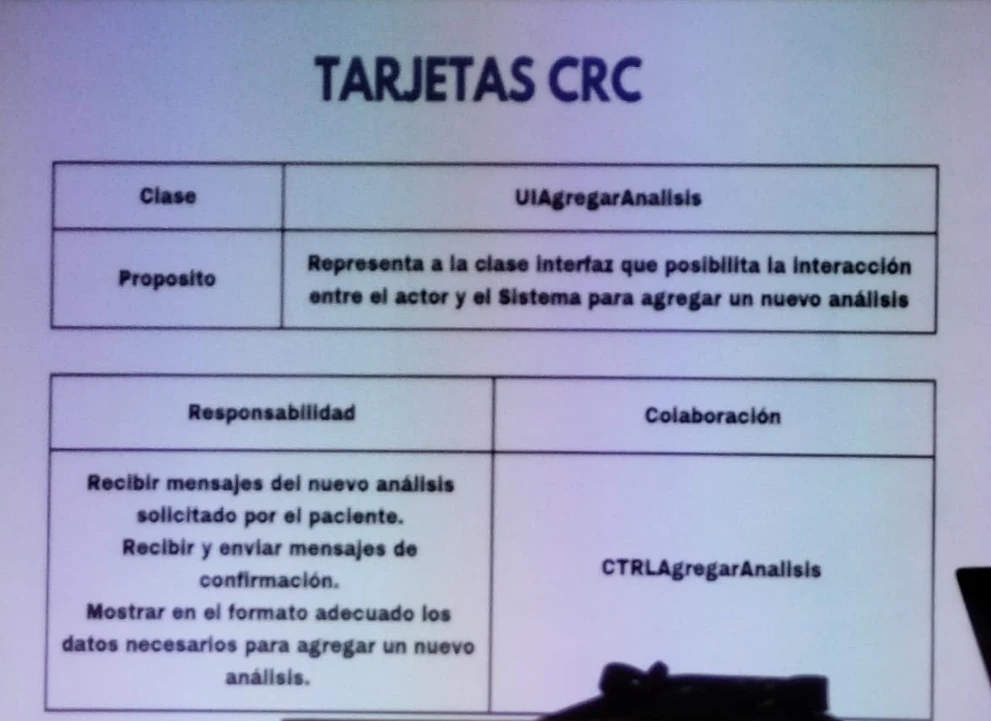 TARJETAS CRC
Clase
UIAgregarAnalisis
Proposito
Representa a la clase interfaz que posibilita la interacción
entre el actor y el Sistema para agregar un nuevo análisis
Responsabilidad
Colaboración
Recibir mensajes del nuevo análisis
solicitado por el paciente.
Recibir y enviar mensajes de
confirmación.
Mostrar en el formato adecuado los
datos necesarios para agregar un nuevo
análisis.
CTRLAgregarAnalisis